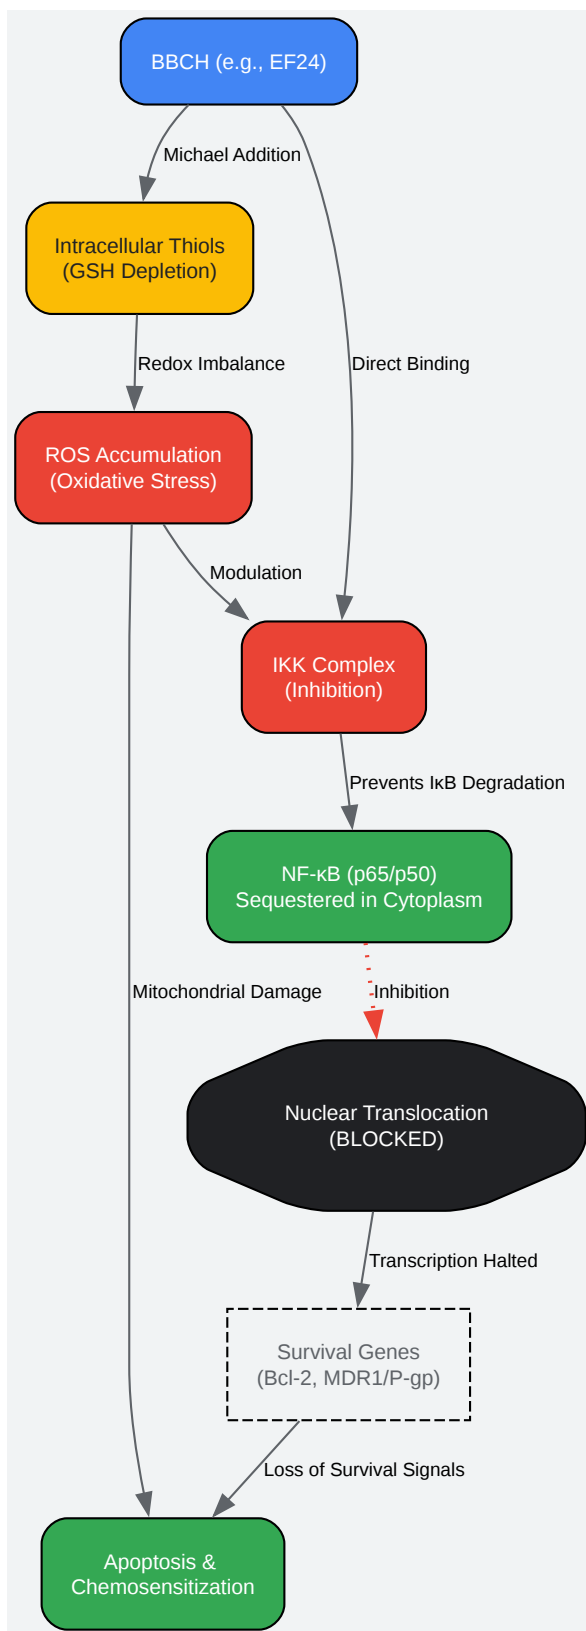 BBCH (e.g., EF24)
Michael Addition
Intracellular Thiols
(GSH Depletion)
Redox Imbalance
Direct Binding
ROS Accumulation
(Oxidative Stress)
Modulation
IKK Complex
(Inhibition)
Prevents IκB Degradation
NF-κB (p65/p50)
Sequestered in Cytoplasm
Mitochondrial Damage
Inhibition
Nuclear Translocation
(BLOCKED)
Transcription Halted
Survival Genes
(Bcl-2, MDR1/P-gp)
Loss of Survival Signals
Apoptosis &
Chemosensitization